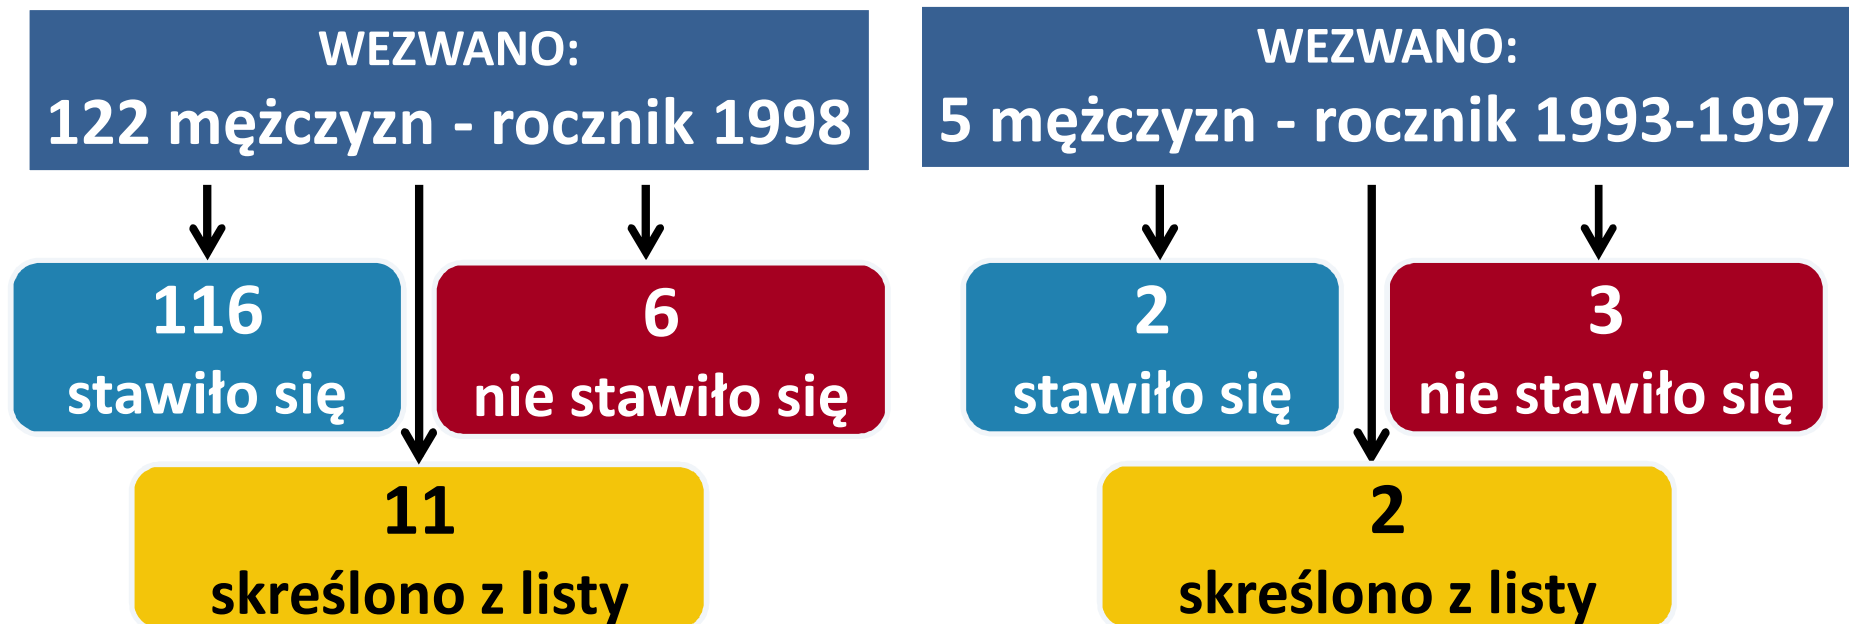 WEZWANO:
122 mężczyzn - rocznik 1998
116
stawiło się
6
nie stawiło się
11
skreślono z listy
WEZWANO:
5 mężczyzn - rocznik 1993-1997
2
stawiło się
3
nie stawiło się
2
skreślono z listy